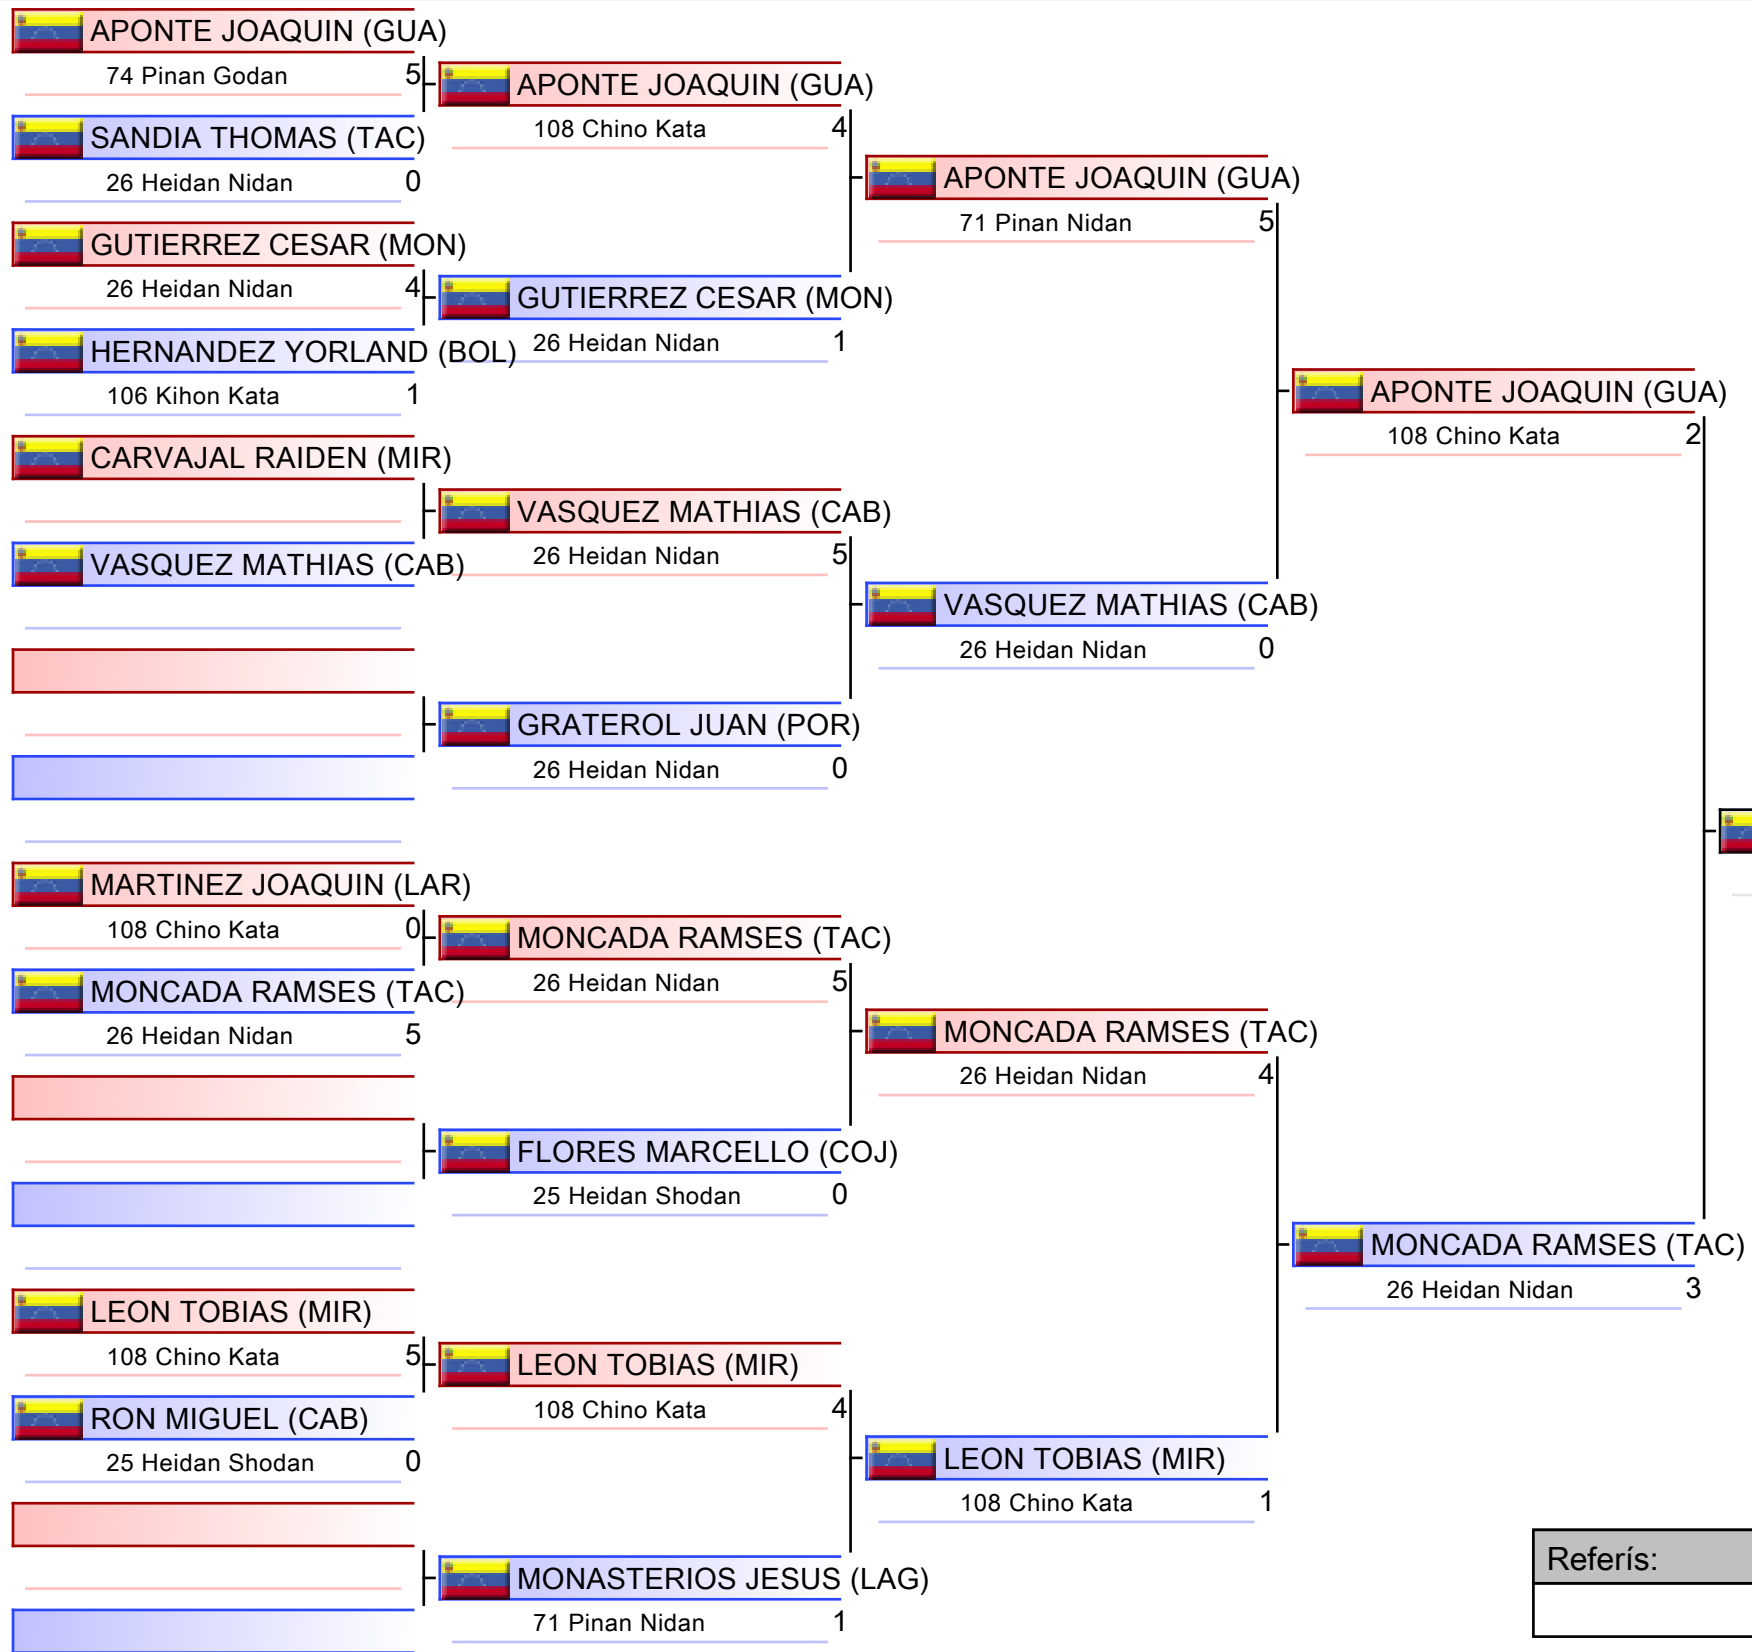 APONTE JOAQUIN (GUA)
74 Pinan Godan 5
SANDIA THOMAS (TAC)
26 Heidan Nidan 0
GUTIERREZ CESAR (MON)
26 Heidan Nidan 4
HERNANDEZ YORLAND (BOL)
106 Kihon Kata 1
CARVAJAL RAIDEN (MIR)
VASQUEZ MATHIAS (CAB)
MARTINEZ JOAQUIN (LAR)
108 Chino Kata 0
MONCADA RAMSES (TAC)
26 Heidan Nidan 5
LEON TOBIAS (MIR)
108 Chino Kata 5
RON MIGUEL (CAB)
25 Heidan Shodan 0
APONTE JOAQUIN (GUA)
108 Chino Kata 4
GUTIERREZ CESAR (MON)
26 Heidan Nidan 1
VASQUEZ MATHIAS (CAB)
26 Heidan Nidan 5
GRATEROL JUAN (POR)
26 Heidan Nidan 0
MONCADA RAMSES (TAC)
26 Heidan Nidan 5
FLORES MARCELLO (COJ)
25 Heidan Shodan 0
LEON TOBIAS (MIR)
108 Chino Kata 4
MONASTERIOS JESUS (LAG)
71 Pinan Nidan 1
APONTE JOAQUIN (GUA)
71 Pinan Nidan 5
VASQUEZ MATHIAS (CAB)
26 Heidan Nidan 0
MONCADA RAMSES (TAC)
26 Heidan Nidan 4
LEON TOBIAS (MIR)
108 Chino Kata 1
APONTE JOAQUIN (GUA)
108 Chino Kata 2
MONCADA RAMSES (TAC)
26 Heidan Nidan 3
Referís: